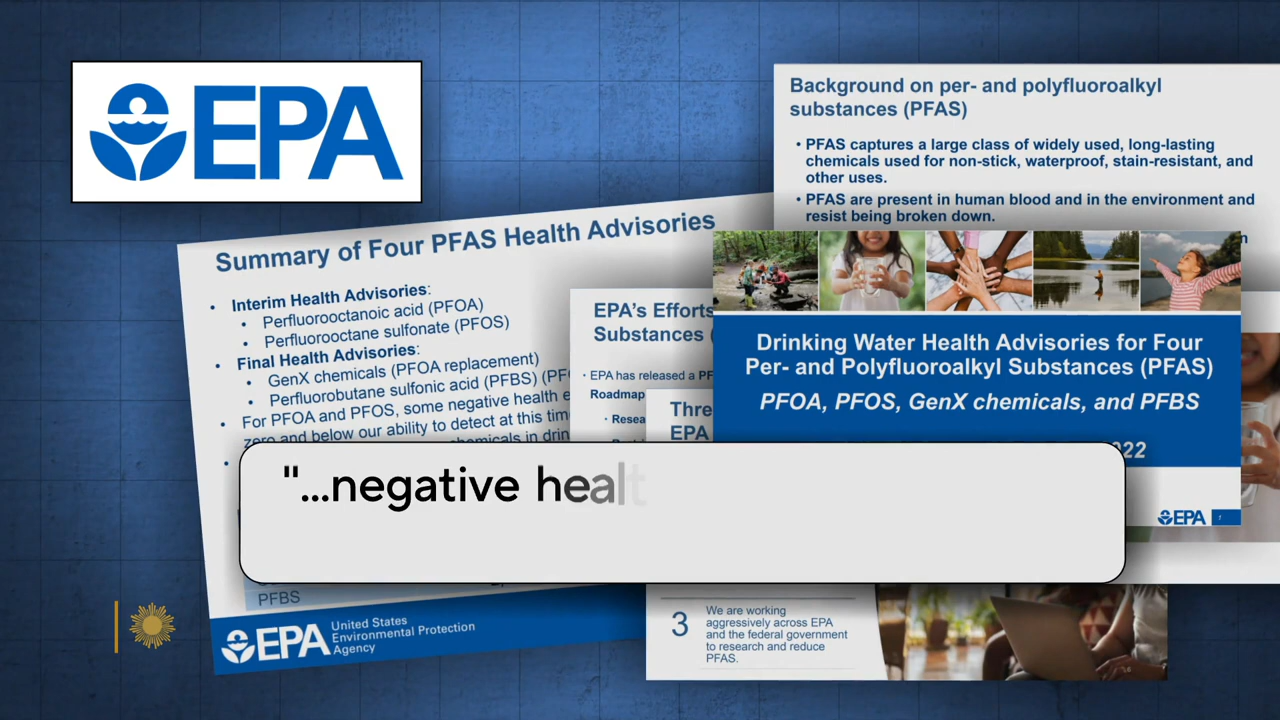 EPA
Background on per- and polyfluoroalkyl
substances (PFAS)
• PFAS captures a large class of widely used, long-lasting
chemicals used for non-stick, waterproof, stain-resistant, and
other uses.
• PFAS are present in human blood and in the environment and
resist being broken down.
Summary of Four PFAS Health Advisories
• Interim Health Advisories:
• Perfluorooctanoic acid (PFOA)
• Perfluorooctane sulfonate (PFOS)
• Final Health Advisories:
• GenX chemicals (PFOA replacement)
• Perfluorobutane sulfonic acid (PFBS)
• For PFOA and PFOS, some negative health
zero and below our ability to detect at this
PFBS
EPA United States
Environmental Protection
Agency
EPA's Efforts
Substances
• EPA has released a
Roadmap
Drinking Water Health Advisories for Four
Per- and Polyfluoroalkyl Substances (PFAS)
PFOA, PFOS, GenX chemicals, and PFBS
EPA
EPA
"...negative healt
3 We are working
aggressively across EPA
and the federal government
to research and reduce
PFAS.